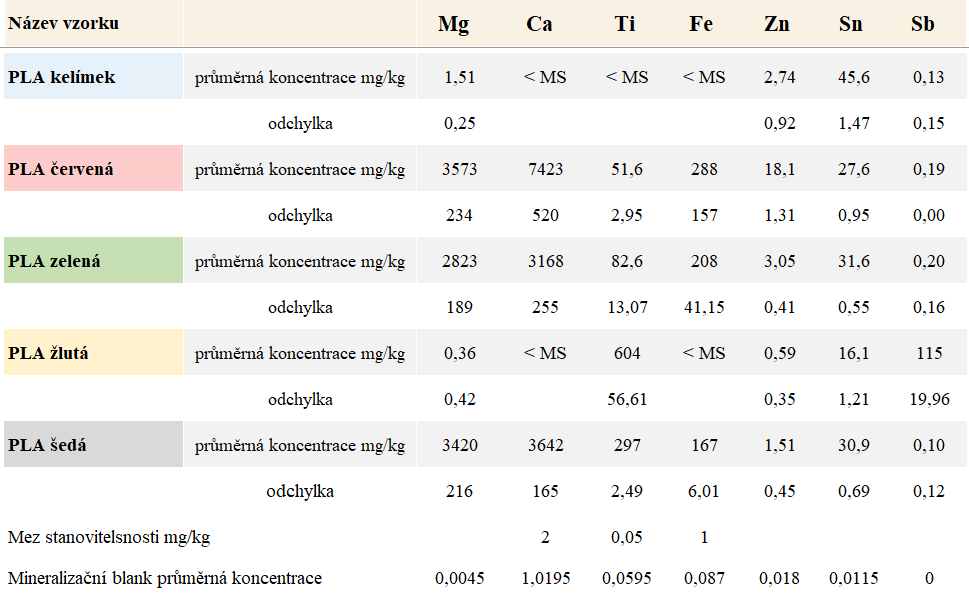 Název vzorku Mg Ca Ti Fe Zn Sn Sb
PLA kelímek průměrná koncentrace mg/kg 1,51 < MS < MS < MS 2,74 45,6 0,13
odchylka 0,25 0,92 1,47 0,15
PLA červená průměrná koncentrace mg/kg 3573 7423 51,6 288 18,1 27,6 0,19
odchylka 234 520 2,95 157 1,31 0,95 0,00
PLA zelená průměrná koncentrace mg/kg 2823 3168 82,6 208 3,05 31,6 0,20
odchylka 189 255 13,07 41,15 0,41 0,55 0,16
PLA žlutá průměrná koncentrace mg/kg 0,36 < MS 604 < MS 0,59 16,1 115
odchylka 0,42 56,61 0,35 1,21 19,96
PLA šedá průměrná koncentrace mg/kg 3420 3642 297 167 1,51 30,9 0,10
odchylka 216 165 2,49 6,01 0,45 0,69 0,12
Mez stanovitelsnosti mg/kg 2 0,05 1
Mineralizační blank průměrná koncentrace 0,0045 1,0195 0,0595 0,087 0,018 0,0115 0